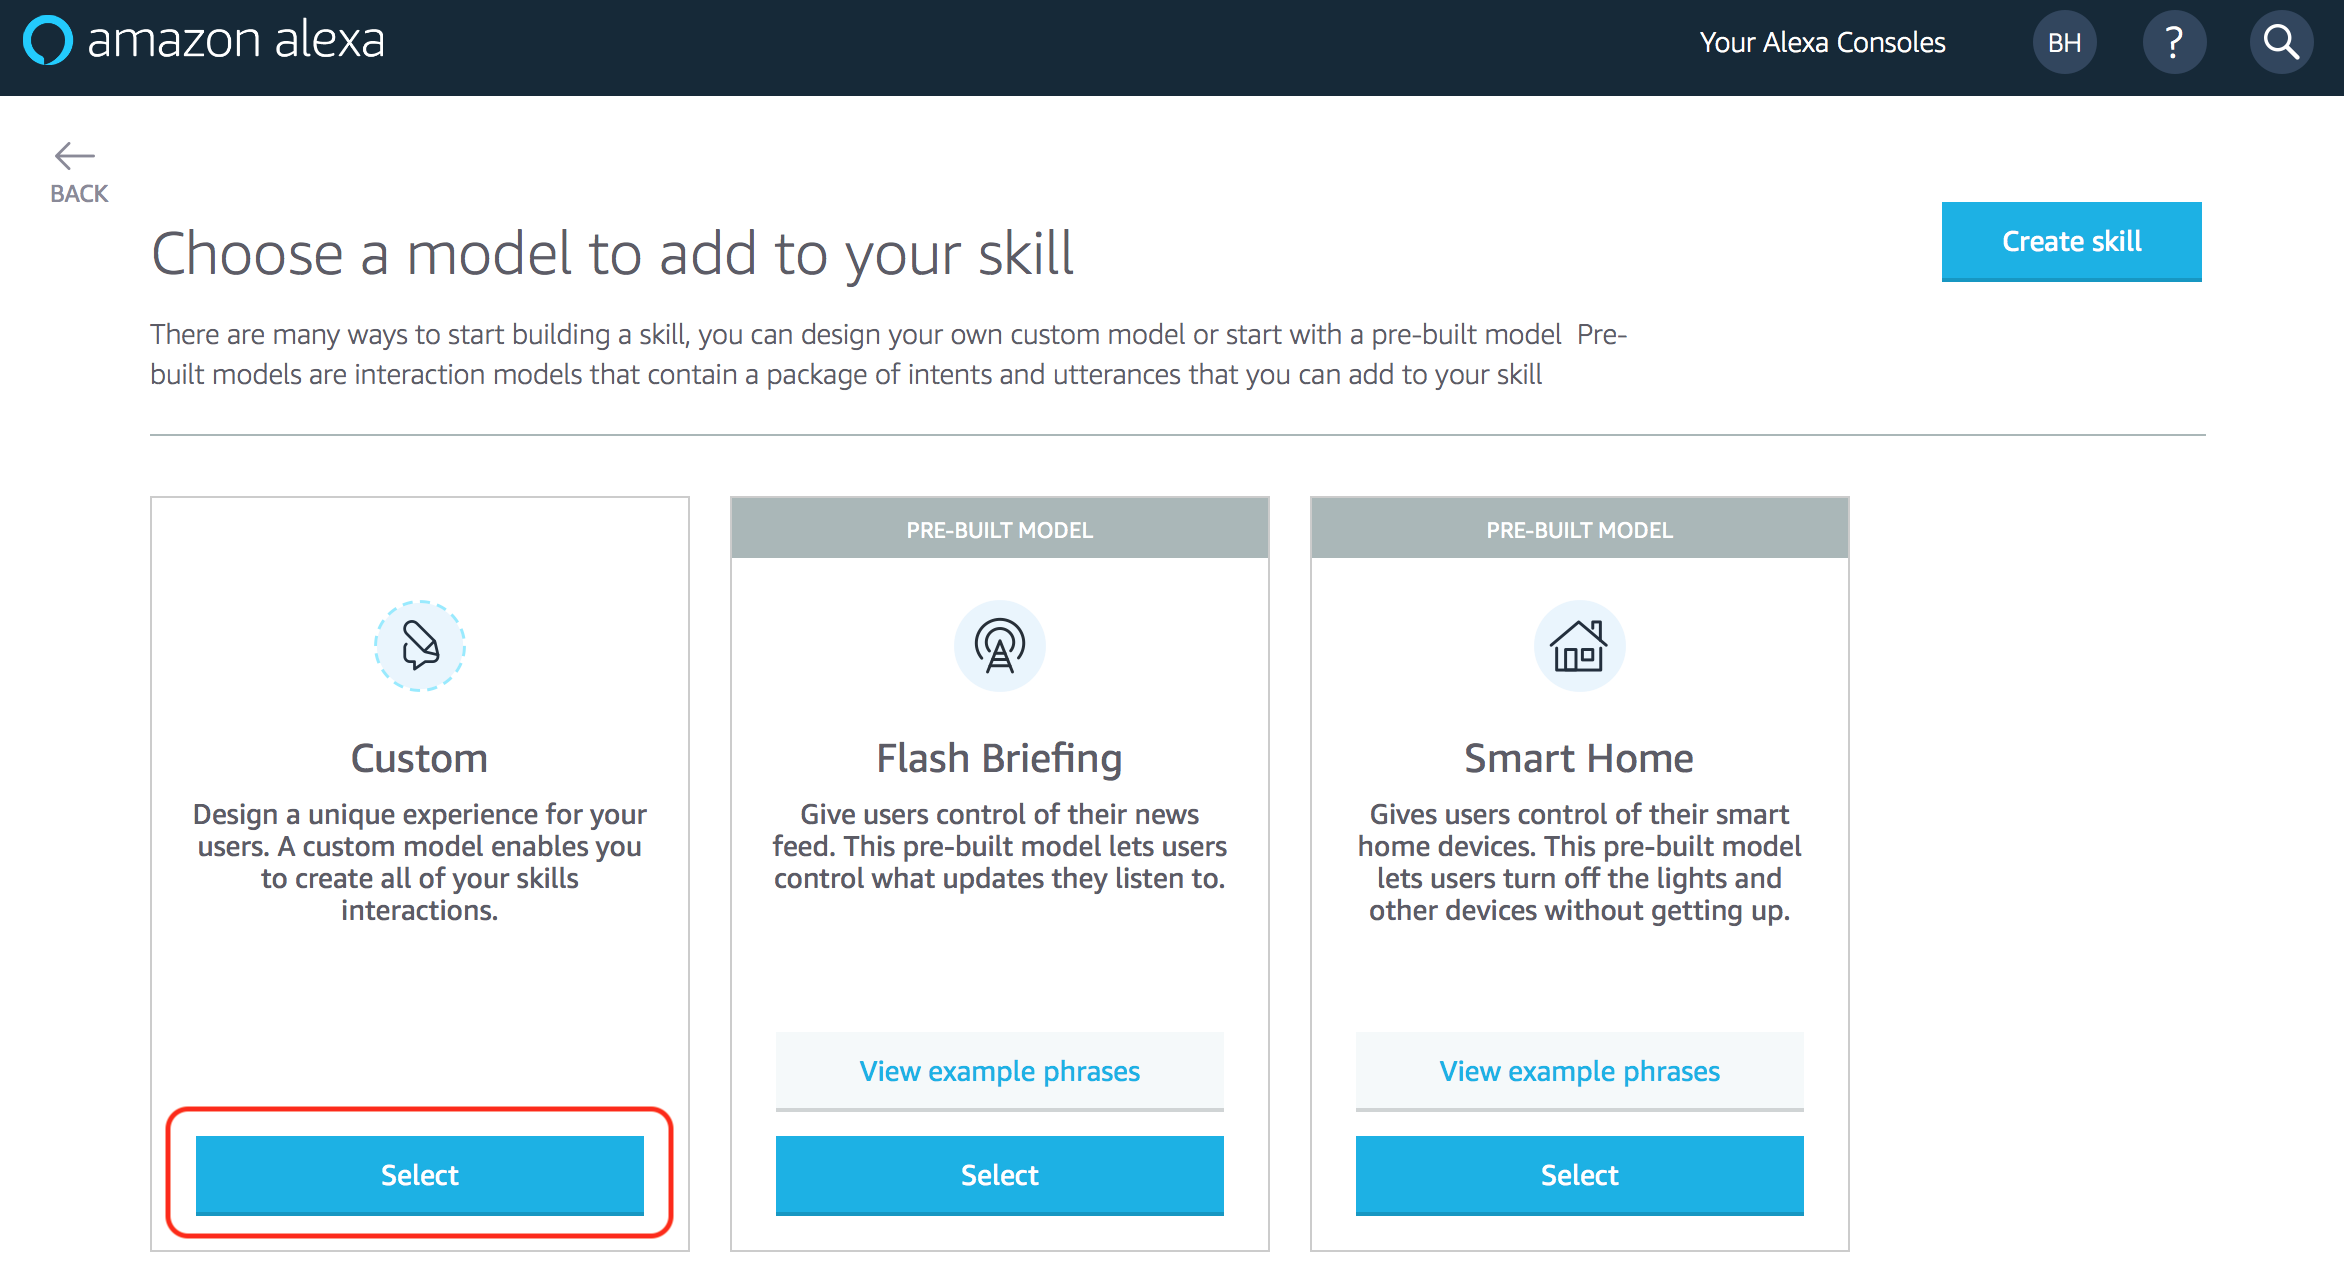 amazon alexa
Your Alexa Consoles
BH
?
BACK
Choose a model to add to your skill
Create skill
There are many ways to start building a skill, you can design your own custom model or start with a pre-built model  Pre-
built models are interaction models that contain a package of intents and utterances that you can add to your skill
Custom
Design a unique experience for your
users. A custom model enables you
to create all of your skills
interactions.
Select
PRE-BUILT MODEL
Flash Briefing
Give users control of their news
feed. This pre-built model lets users
control what updates they listen to.
View example phrases
Select
PRE-BUILT MODEL
Smart Home
Gives users control of their smart
home devices. This pre-built model
lets users turn off the lights and
other devices without getting up.
View example phrases
Select